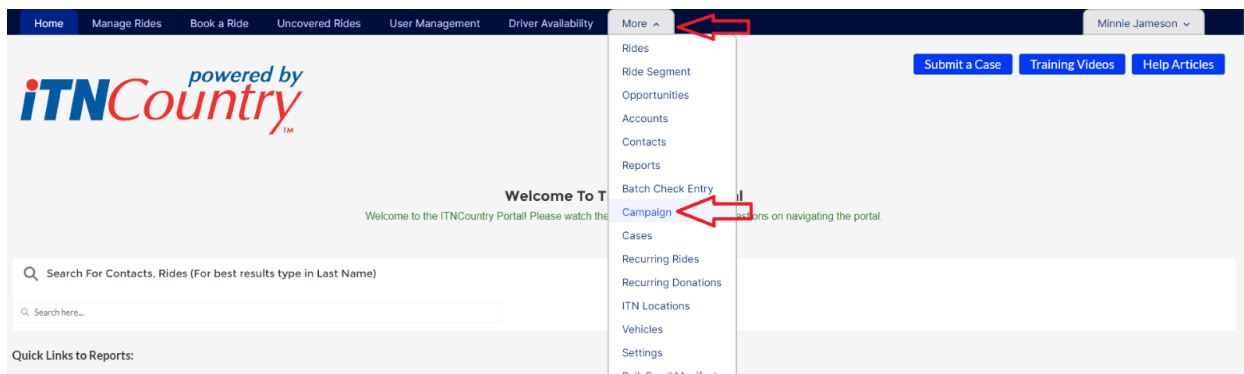 Home Manage Rides Book a Ride Uncovered Rides User Management Driver Availability More Minnie Jameson
Submit a Case Training Videos Help Articles
powered by
iTNCountry
TM
Rides
Ride Segment
Opportunities
Accounts
Contacts
Reports
Batch Check Entry
Campaign
Cases
Recurring Rides
Recurring Donations
ITN Locations
Vehicles
Settings
Welcome To T
Welcome to the ITNCountry Portal! Please watch the on navigating the portal.
Search For Contacts, Rides (For best results type in Last Name)
Search here...
Quick Links to Reports: